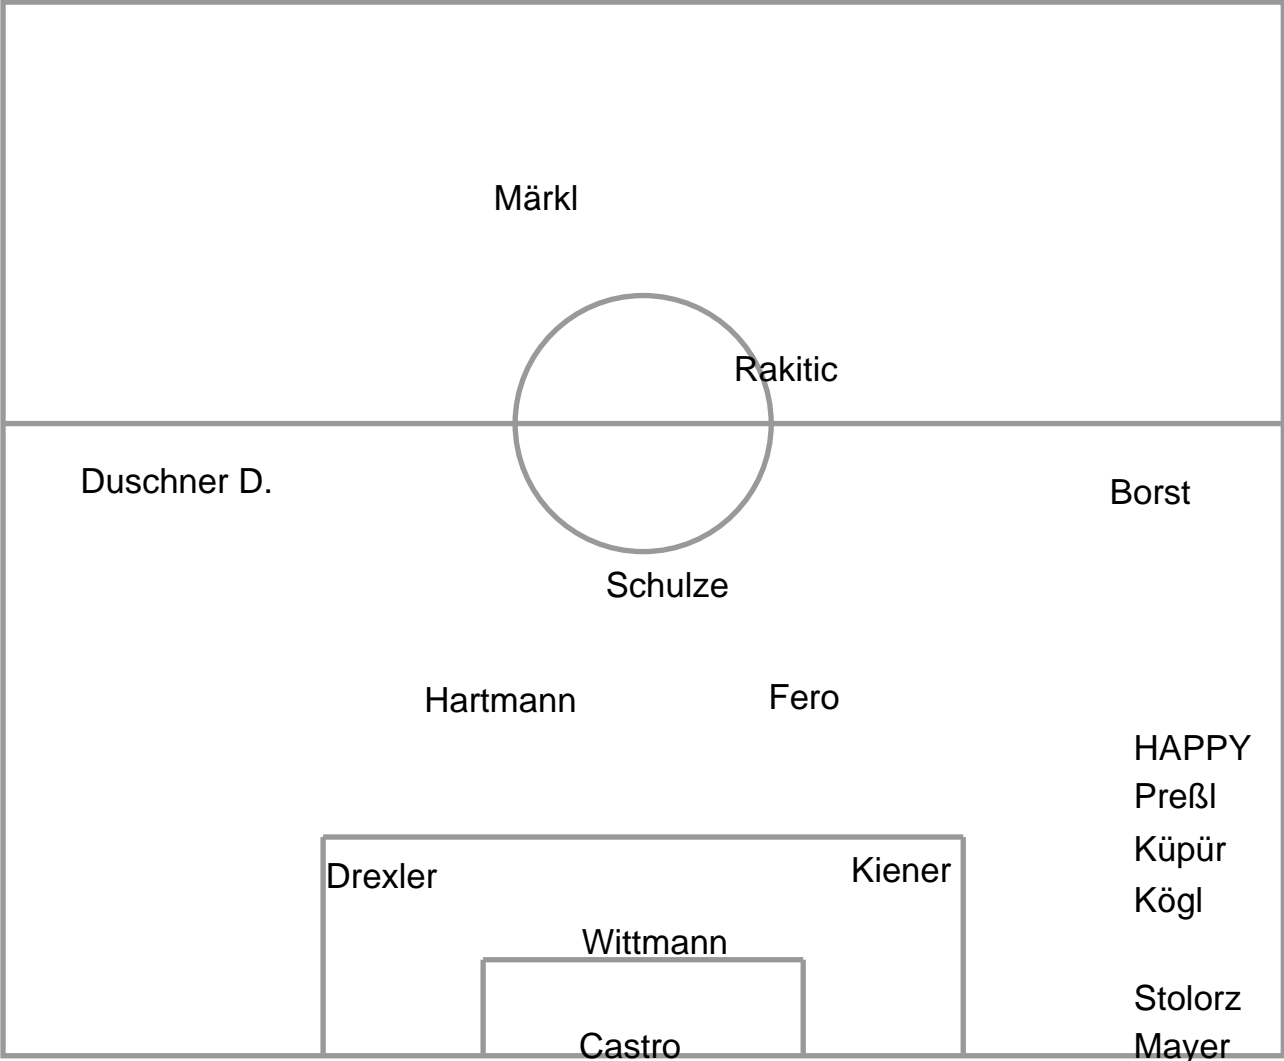 Märkl
Rakitic
Duschner D.
Borst
Schulze
Hartmann
Fero
HAPPY
Preßl
Küpür
Drexler
Kiener
Kögl
Wittmann
Stolorz
Castro
Mayer